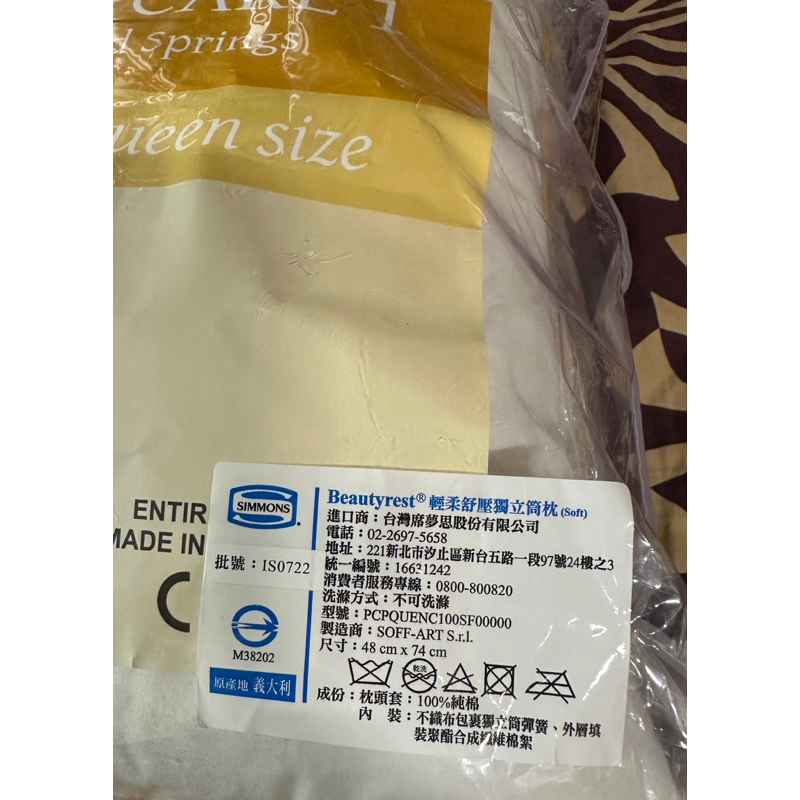 CARE
d Springs
ueen size
ENTIR
MADE IN
CE
SIMMONS
批號：IS0722
M38202
原產地 義大利
Beautyrest® 輕柔舒壓獨立筒枕 (Soft)
進口商：台灣席夢思股份有限公司
電話：02-2697-5658
地址：221新北市汐止區新台五路一段97號24樓之3
統一編號：16621242
消費者服務專線：0800-800820
洗滌方式：不可洗滌
型號：PCPQUENC100SF00000
製造商：SOFF-ART S.r.l.
尺寸：48 cm x 74 cm
乾洗
成份：枕頭套：100%純棉
內　裝：不織布包裹獨立筒彈簧、外層填
裝聚酯合成纖維棉絮